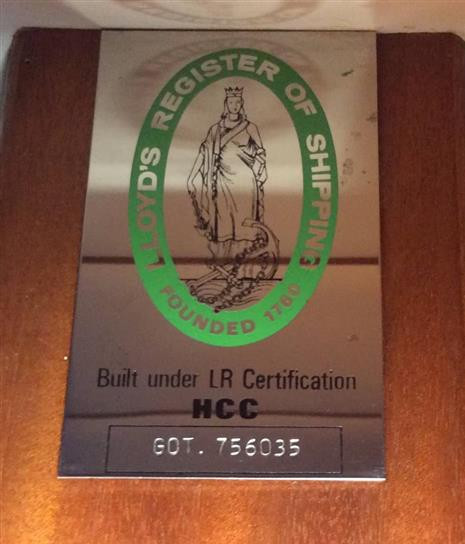 LLOYD'S REGISTER OF SHIPPING
FOUNDED 1760
Built under LR Certification
HCC
GOT. 756035